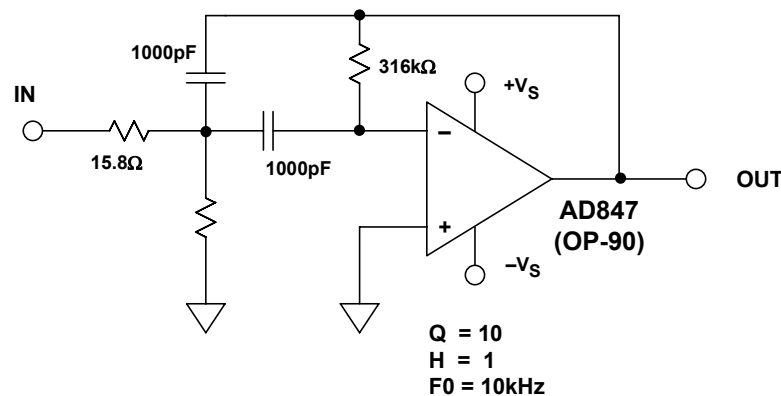 1000pF
316kΩ
+VS
IN
15.8Ω
1000pF
−
+
OUT
AD847
(OP-90)
−VS
Q = 10
H = 1
F0 = 10kHz